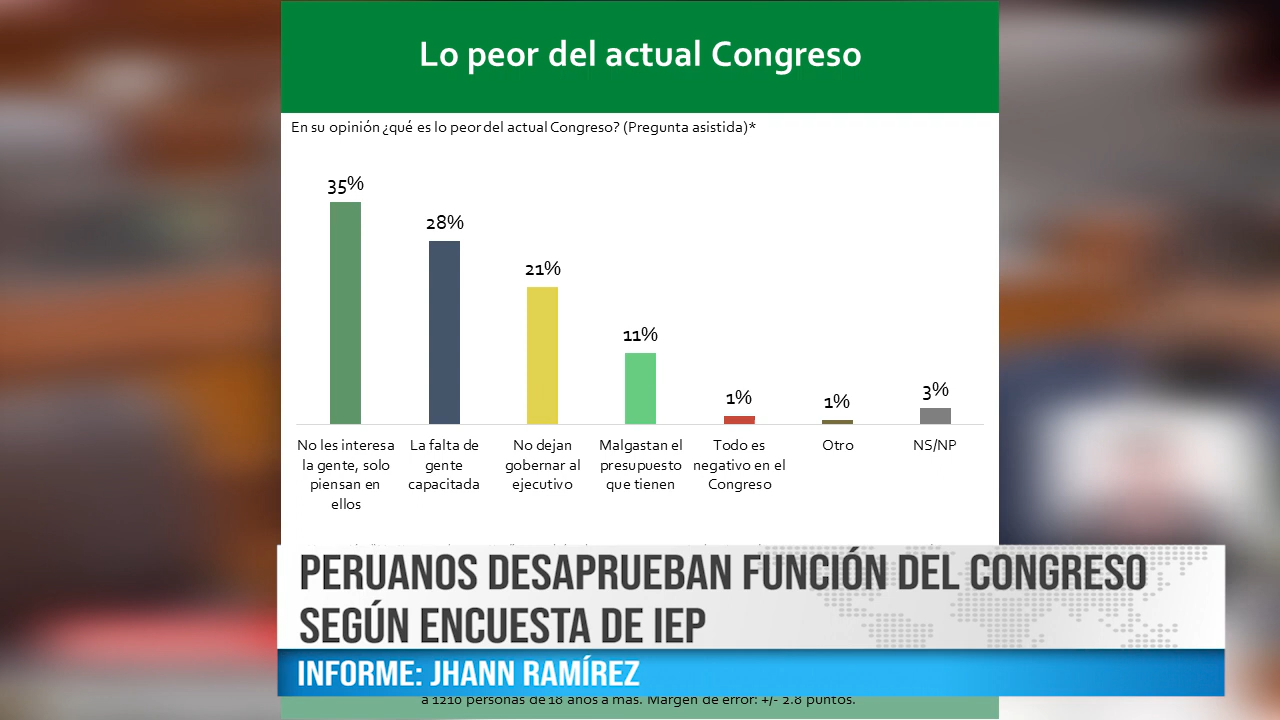 Lo peor del actual Congreso
En su opinión ¿qué es lo peor del actual Congreso? (Pregunta asistida)*
35%
28%
21%
11%
1%
1%
3%
No les interesa
la gente, solo
piensan en
ellos
La falta de
gente
capacitada
No dejan
gobernar al
ejecutivo
Malgastan el
presupuesto
que tienen
Todo es
negativo en el
Congreso
Otro
NS/NP
PERUANOS DESAPRUEBAN FUNCIÓN DEL CONGRESO
SEGÚN ENCUESTA DE IEP
INFORME: JHANN RAMÍREZ
a 1210 personas de 18 años a más. Margen de error: +/- 2.8 puntos.